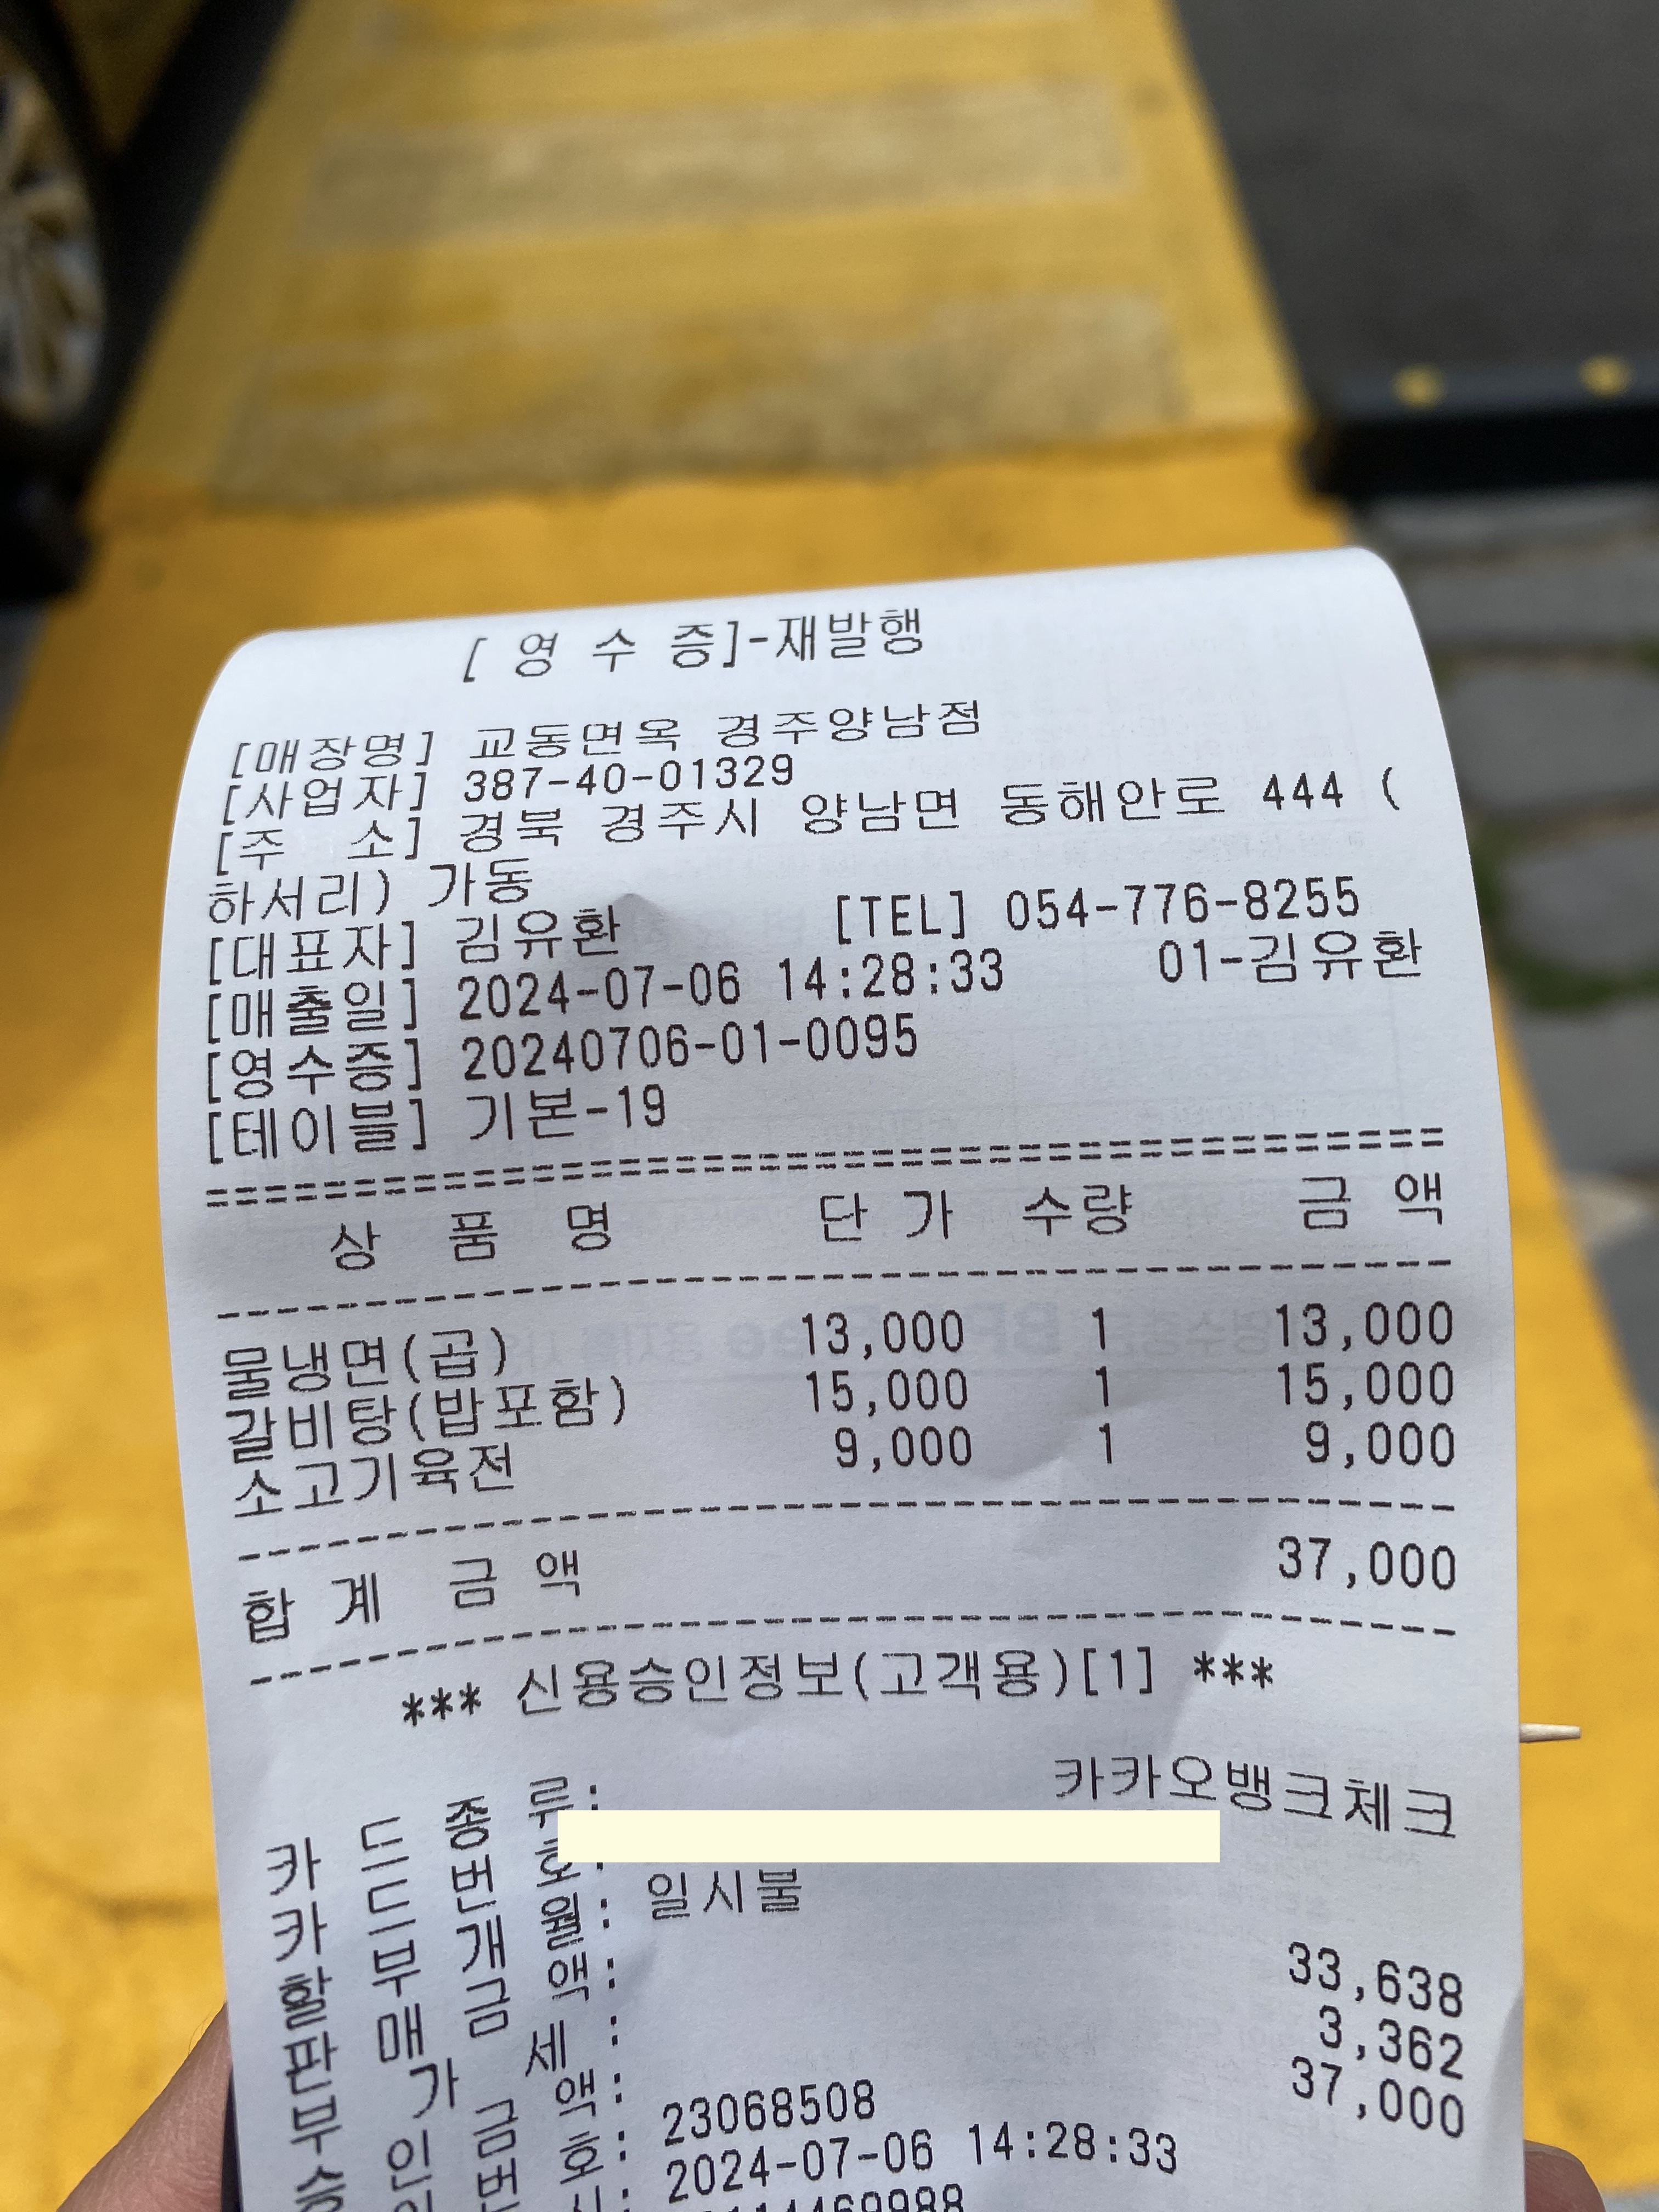 [ 영 수 증]-재발행
[매장명] 교동면옥 경주양남점
[사업자] 387-40-01329
[주 소] 경북 경주시 양남면 동해안로 444 (
하서리) 가동
[대표자] 김유환 [TEL] 054-776-8255
[매출일] 2024-07-06 14:28:33 01-김유환
[영수증] 20240706-01-0095
[테이블] 기본-19
상 품 명 단 가 수량 금 액
물냉면(곱) 13,000 1 13,000
갈비탕(밥포함) 15,000 1 15,000
소고기육전 9,000 1 9,000
합 계 금 액 37,000
*** 신용승인정보(고객용)[1] ***
카 드 종 류: 카카오뱅크체크
카 드 번 호:
할 부 개 월: 일시불
판 매 금 액: 33,638
부 가 세 : 3,362
승 인 금 액: 37,000
호: 23068508
2024-07-06 14:28:33